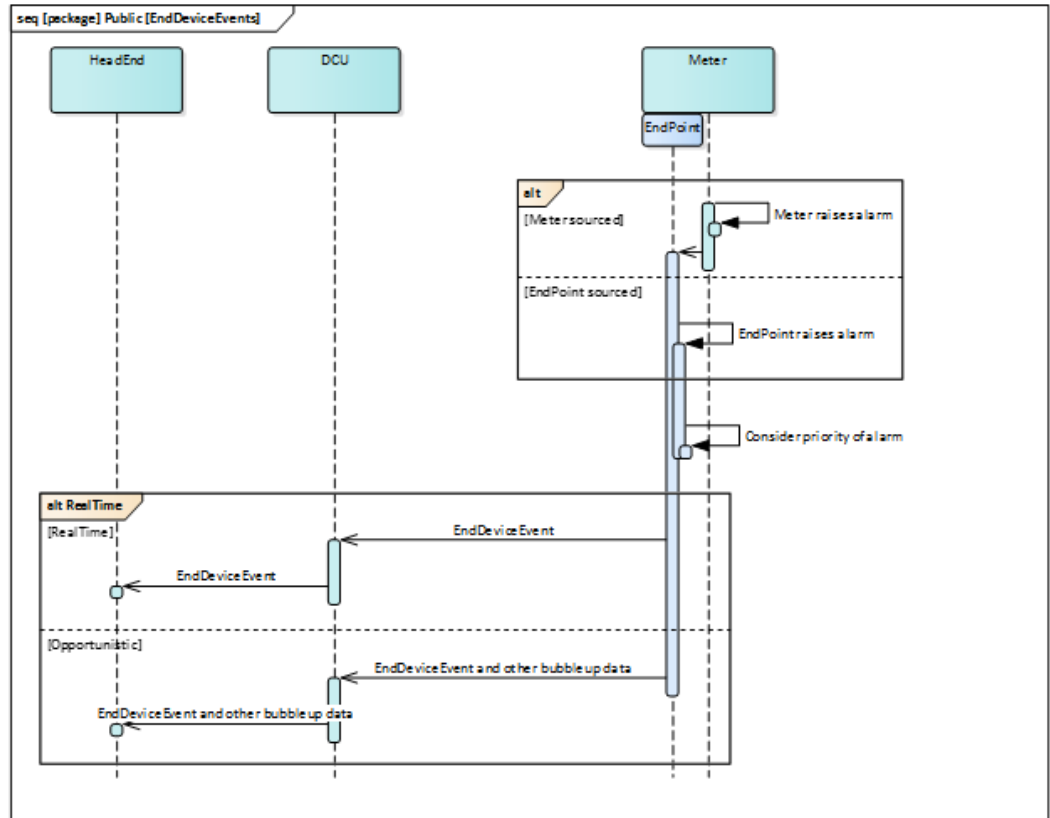 seq [package] Public [EndDeviceEvents]
HeadEnd
DCU
Meter
EndPoint
alt
[Meter sourced]
Meter raises alarm
[EndPoint sourced]
EndPoint raises alarm
Consider priority of alarm
alt RealTime
[RealTime]
EndDeviceEvent
EndDeviceEvent
[Opportunistic]
EndDeviceEvent and other bubble up data
EndDeviceEvent and other bubble up data